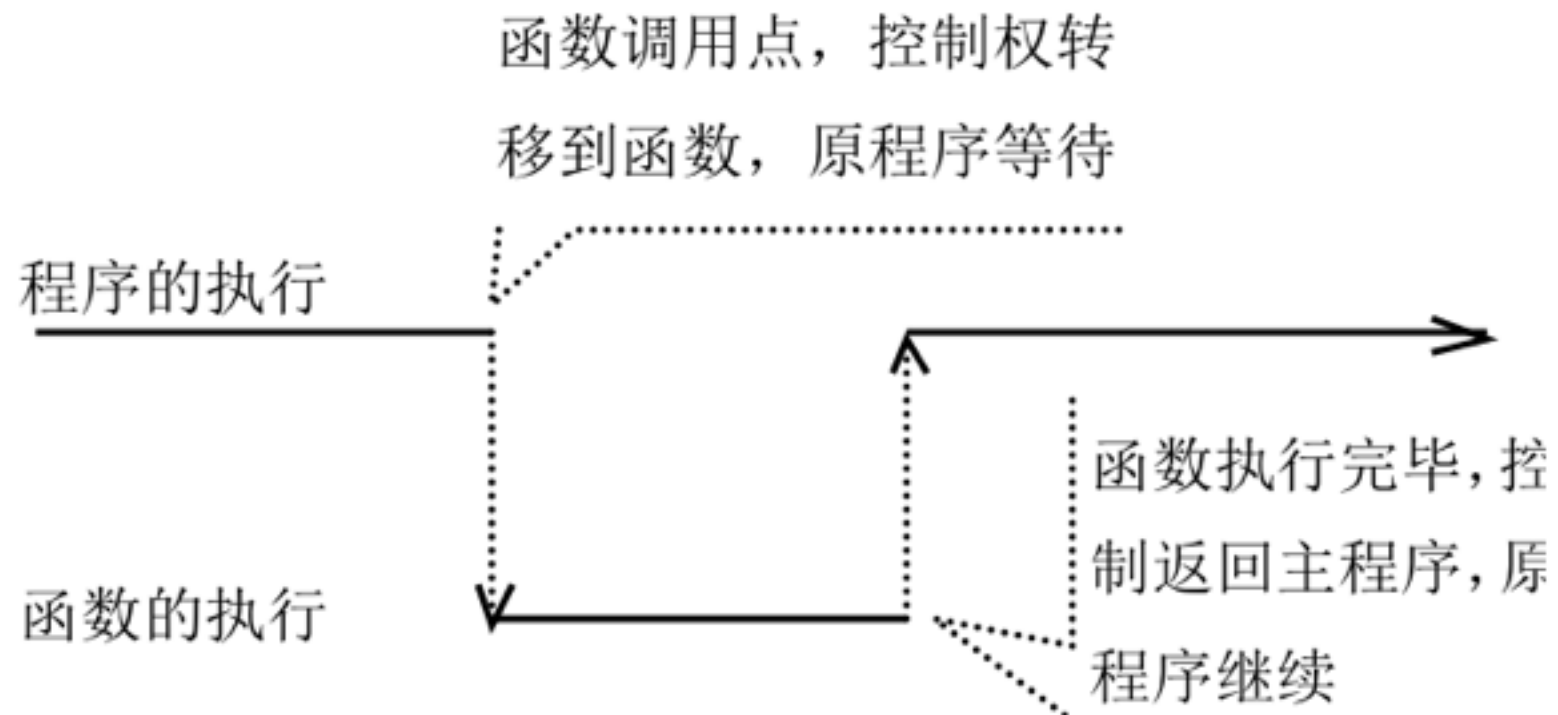 函数调用点，控制权转
移到函数，原程序等待
程序的执行
函数执行完毕，控
制返回主程序，原
函数的执行
程序继续